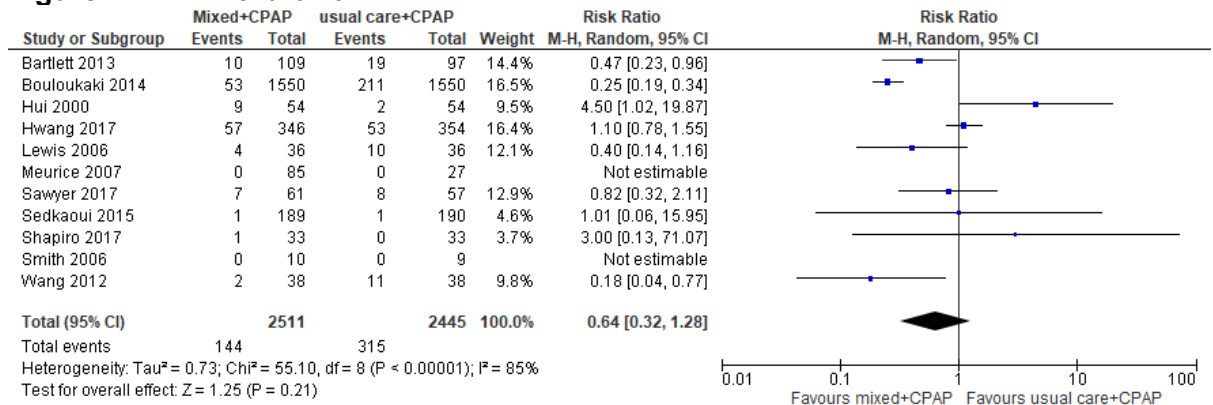 Mixed+CPAP usual care+CPAP Risk Ratio Risk Ratio
Study or Subgroup Events Total Events Total Weight M-H, Random, 95% CI M-H, Random, 95% CI
Bartlett 2013 10 109 19 97 14.4% 0.47 [0.23, 0.96]
Bouloukaki 2014 53 1550 211 1550 16.5% 0.25 [0.19, 0.34]
Hui 2000 9 54 2 54 9.5% 4.50 [1.02, 19.87]
Hwang 2017 57 346 53 354 16.4% 1.10 [0.78, 1.55]
Lewis 2006 4 36 10 36 12.1% 0.40 [0.14, 1.16]
Meurice 2007 0 85 0 27 Not estimable
Sawyer 2017 7 61 8 57 12.9% 0.82 [0.32, 2.11]
Sedkaoui 2015 1 189 1 190 4.6% 1.01 [0.06, 15.95]
Shapiro 2017 1 33 0 33 3.7% 3.00 [0.13, 71.07]
Smith 2006 0 10 0 9 Not estimable
Wang 2012 2 38 11 38 9.8% 0.18 [0.04, 0.77]
Total (95% CI) 2511 2445 100.0% 0.64 [0.32, 1.28]
Total events 144 315
Heterogeneity: Tau² = 0.73; Chi² = 55.10, df = 8 (P < 0.00001); I² = 85%
Test for overall effect: Z = 1.25 (P = 0.21)
0.01 0.1 1 10 100
Favours mixed+CPAP Favours usual care+CPAP